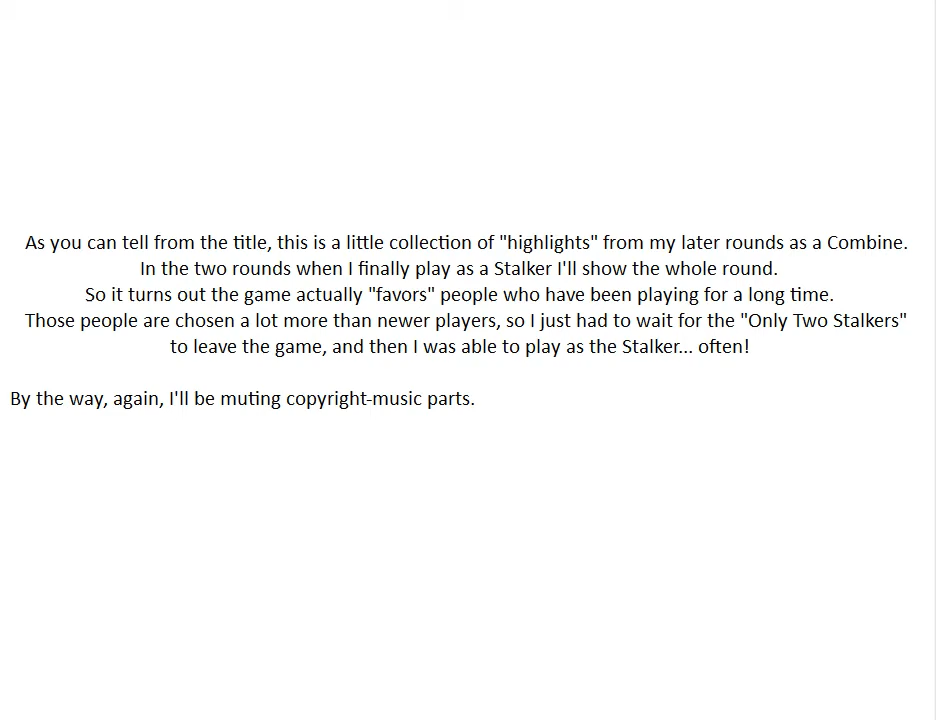 As you can tell from the title, this is a little collection of "highlights" from my later rounds as a Combine.
In the two rounds when I finally play as a Stalker I'll show the whole round.
So it turns out the game actually "favors" people who have been playing for a long time.
Those people are chosen a lot more than newer players, so I just had to wait for the "Only Two Stalkers"
to leave the game, and then I was able to play as the Stalker... often!
By the way, again, I'll be muting copyright-music parts.